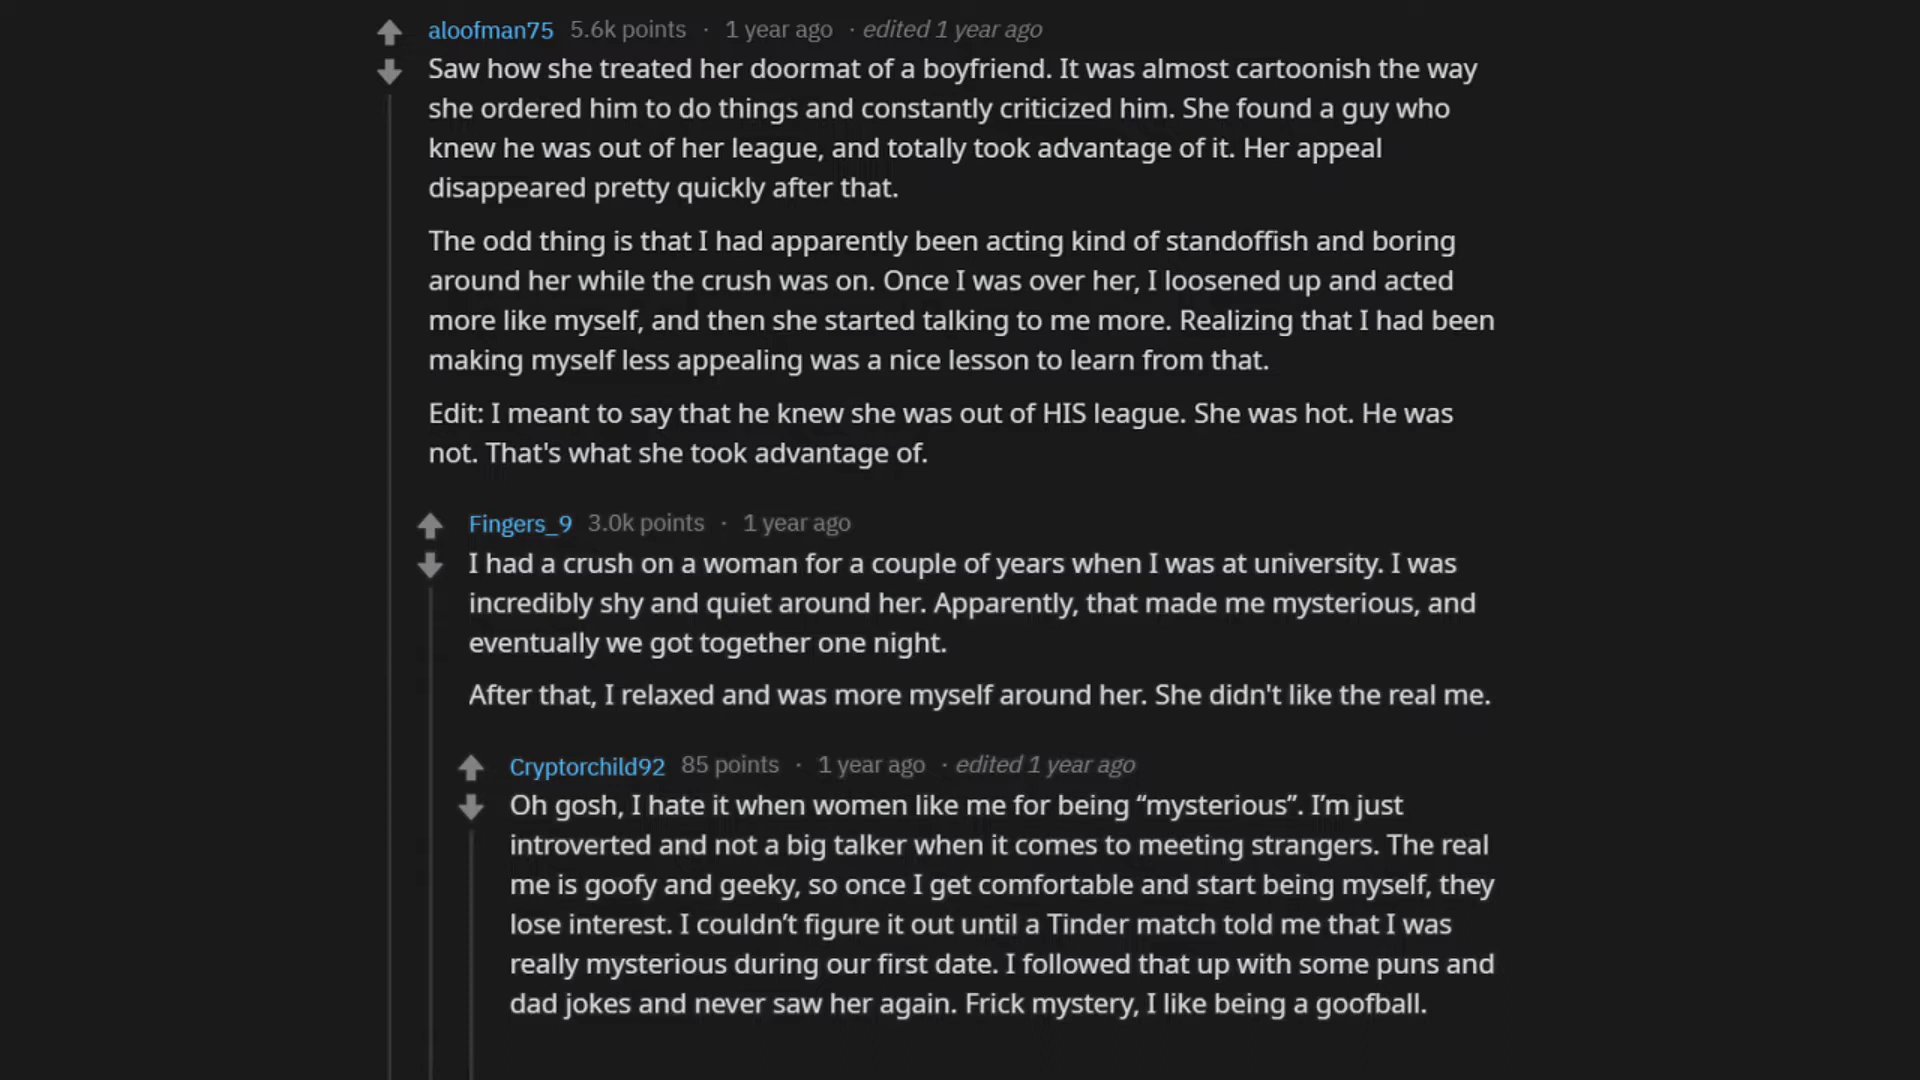 aloofman75 5.6k points · 1 year ago · edited 1 year ago
Saw how she treated her doormat of a boyfriend. It was almost cartoonish the way
she ordered him to do things and constantly criticized him. She found a guy who
knew he was out of her league, and totally took advantage of it. Her appeal
disappeared pretty quickly after that.
The odd thing is that I had apparently been acting kind of standoffish and boring
around her while the crush was on. Once I was over her, I loosened up and acted
more like myself, and then she started talking to me more. Realizing that I had been
making myself less appealing was a nice lesson to learn from that.
Edit: I meant to say that he knew she was out of HIS league. She was hot. He was
not. That's what she took advantage of.
Fingers_9 3.0k points · 1 year ago
I had a crush on a woman for a couple of years when I was at university. I was
incredibly shy and quiet around her. Apparently, that made me mysterious, and
eventually we got together one night.
After that, I relaxed and was more myself around her. She didn't like the real me.
Cryptorchild92 85 points · 1 year ago · edited 1 year ago
Oh gosh, I hate it when women like me for being “mysterious”. I’m just
introverted and not a big talker when it comes to meeting strangers. The real
me is goofy and geeky, so once I get comfortable and start being myself, they
lose interest. I couldn’t figure it out until a Tinder match told me that I was
really mysterious during our first date. I followed that up with some puns and
dad jokes and never saw her again. Frick mystery, I like being a goofball.